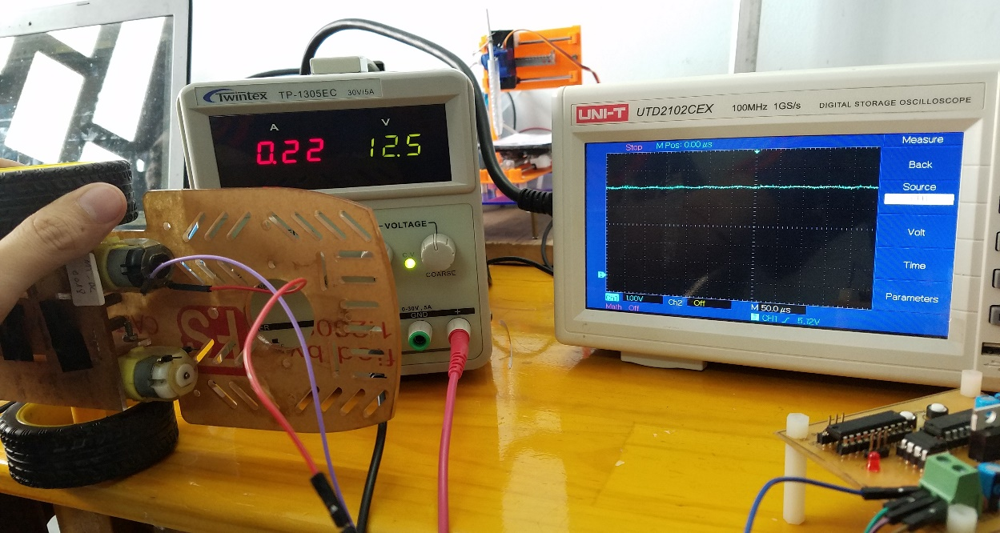 Twintex TP-1305EC 30V/5A
A V
0.22 12.5
VOLTAGE
C.V
COARSE
0-30V, 5A
GND
+
UNI-T UTD2102CEX 100MHz 1GS/s DIGITAL STORAGE OSCILLOSCOPE
Stop M Pos: 0.00 μs
Measure
Back
Source
Volt
Time
Parameters
Ch1 1.00V Ch2 Off M 50.0 μs
Math Off CH1 5.12V